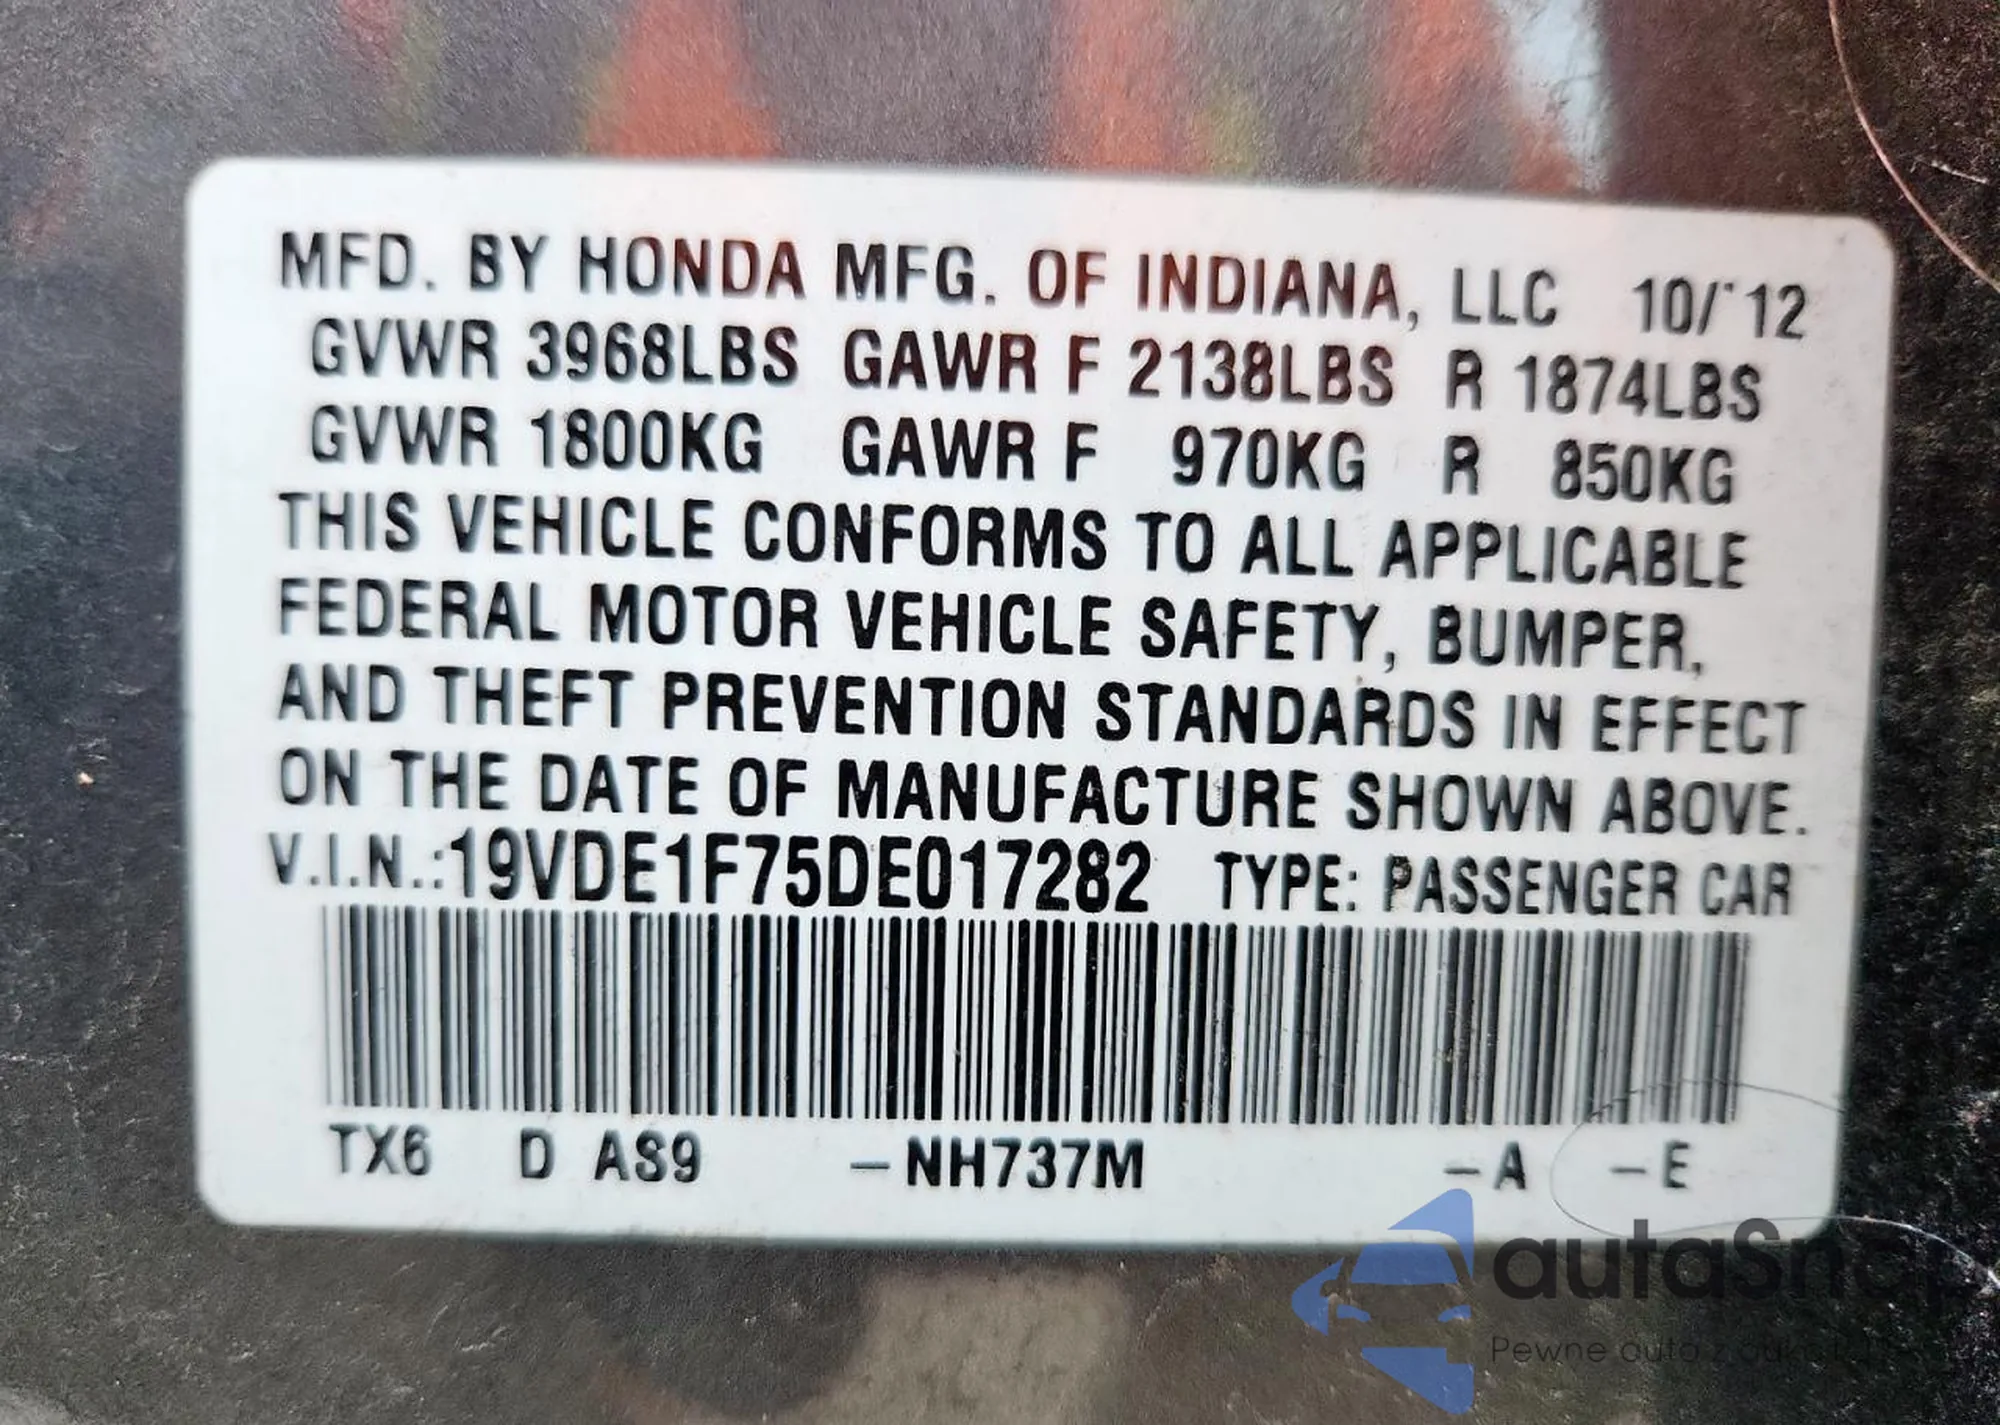 MFD. BY HONDA MFG. OF INDIANA, LLC 10/12
GVWR 3968LBS GAWR F 2138LBS R 1874LBS
GVWR 1800KG GAWR F 970KG R 850KG
THIS VEHICLE CONFORMS TO ALL APPLICABLE
FEDERAL MOTOR VEHICLE SAFETY, BUMPER,
AND THEFT PREVENTION STANDARDS IN EFFECT
ON THE DATE OF MANUFACTURE SHOWN ABOVE.
V.I.N.:19VDE1F75DE017282 TYPE: PASSENGER CAR
TX6 D AS9 –NH737M –A –E
autaSnap
Pewne auta z